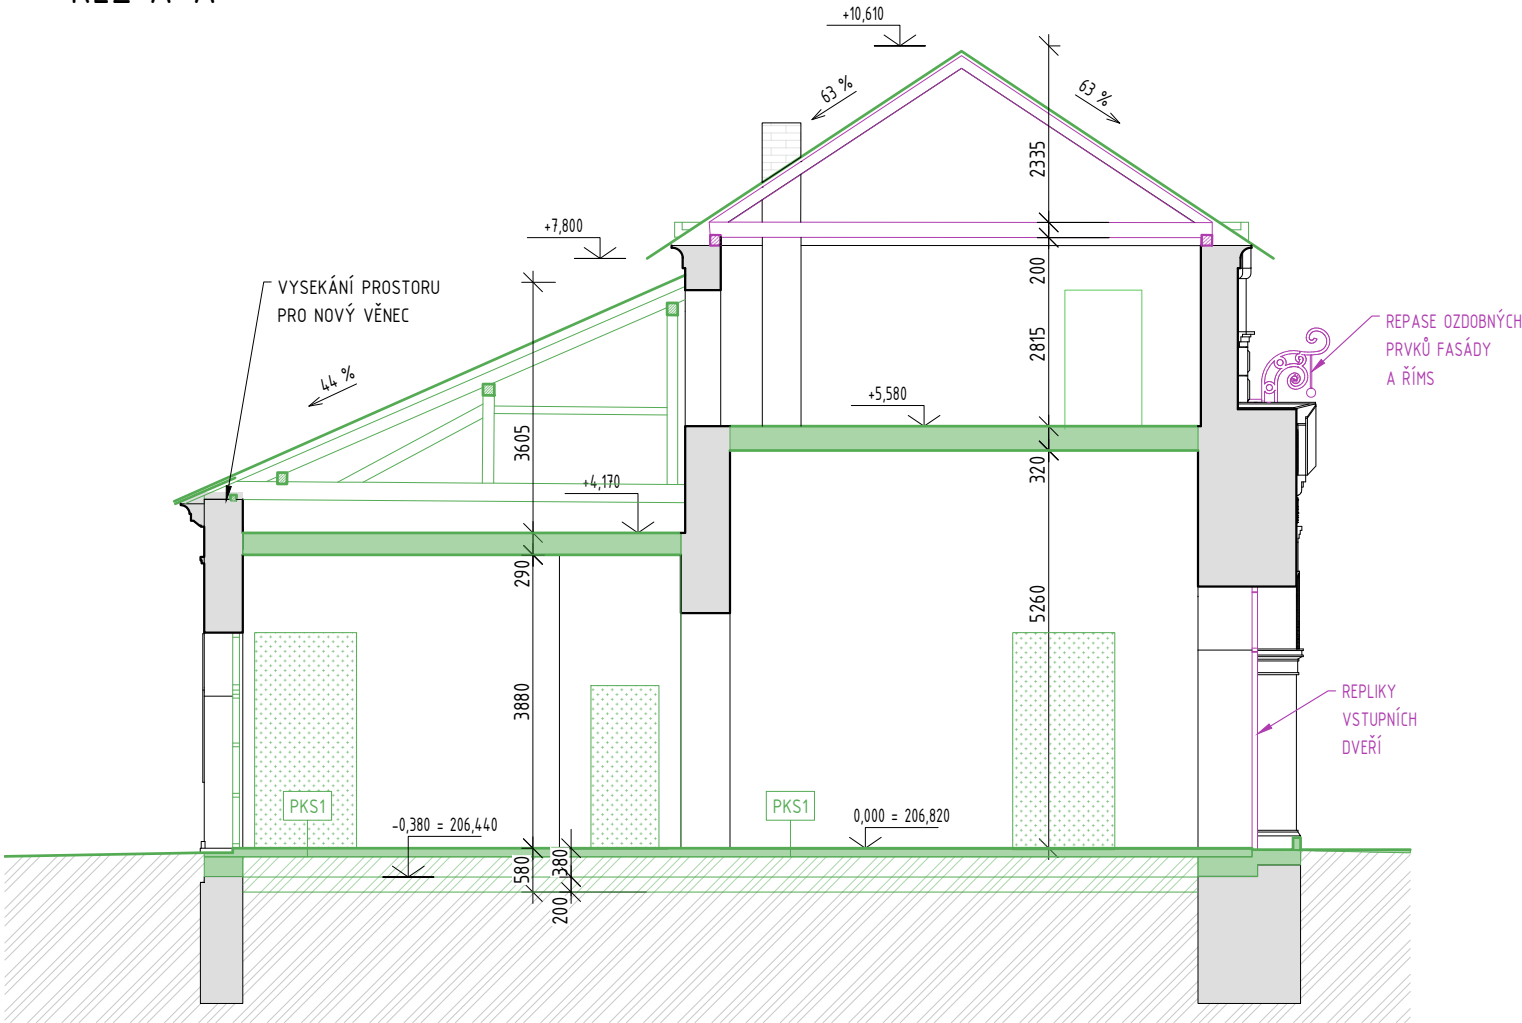 ŘEZ A-A
+10,610
63 %
63 %
2335
+7,800
VYSEKÁNÍ PROSTORU
PRO NOVÝ VĚNEC
200
REPASE OZDOBNÝCH
PRVKŮ FASÁDY
A ŘÍMS
44 %
2815
+5,580
3605
320
+4,170
290
5260
3880
REPLIKY
VSTUPNÍCH
DVEŘÍ
PKS1
PKS1
-0,380 = 206,440
0,000 = 206,820
580
380
200